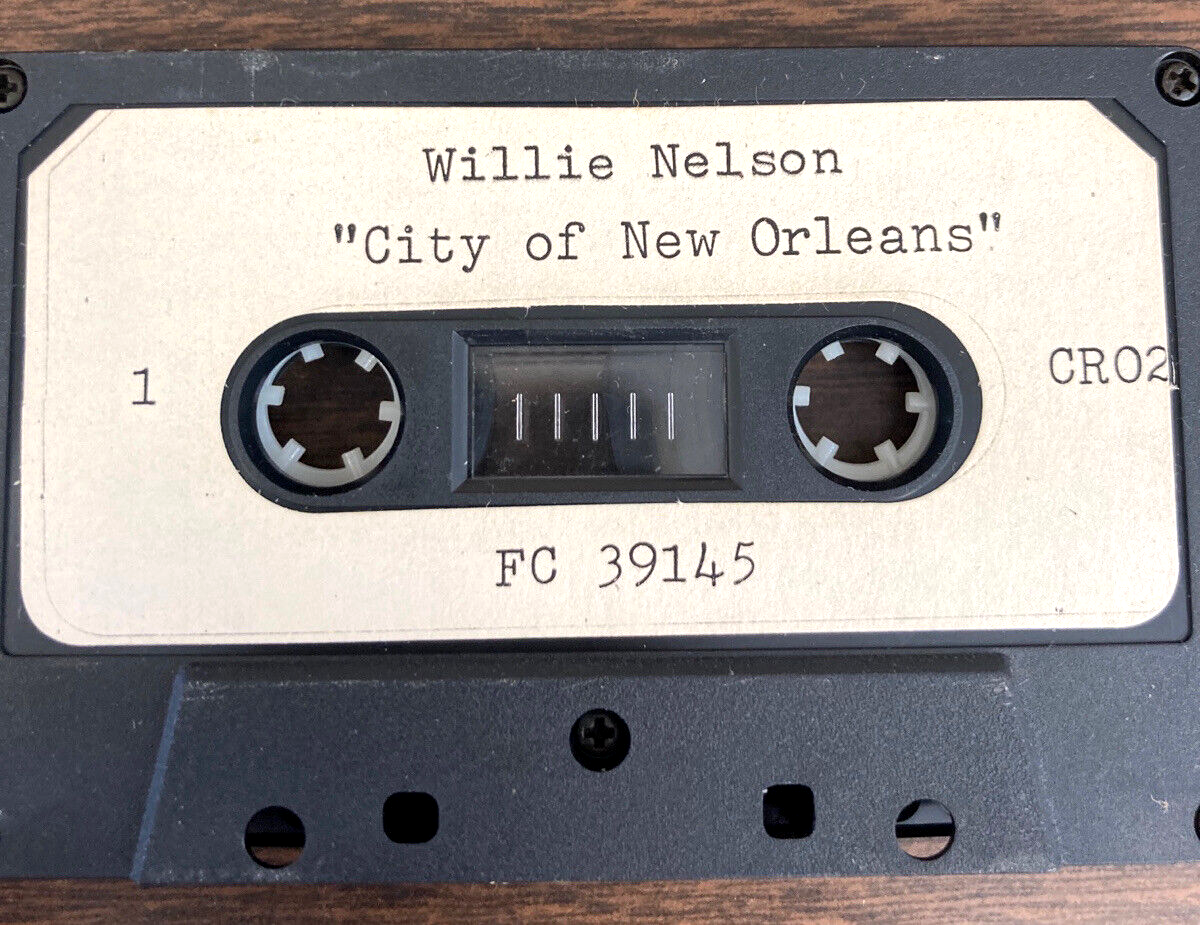 Willie Nelson
"City of New Orleans"
1
CRO2
FC 39145